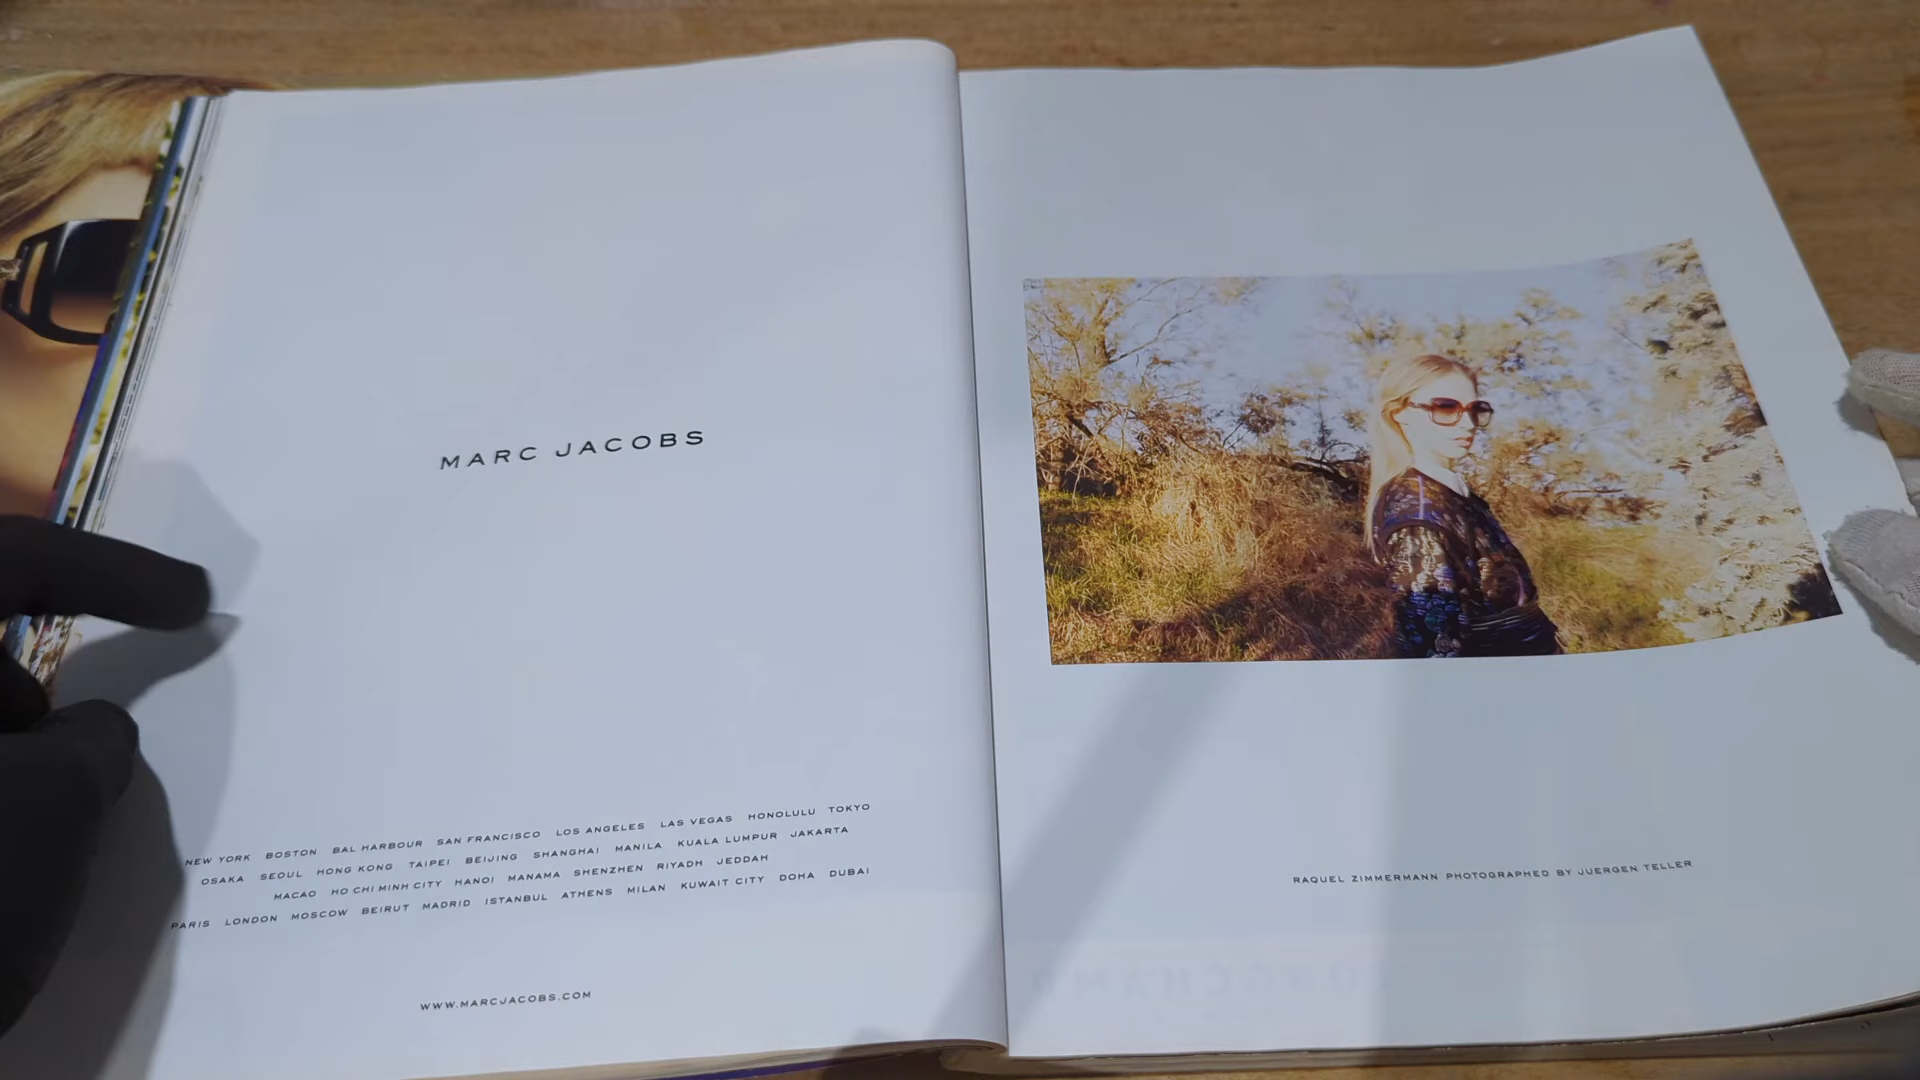 MARC JACOBS
NEW YORK BOSTON BAL HARBOUR SAN FRANCISCO LOS ANGELES LAS VEGAS HONOLULU TOKYO
OSAKA SEOUL HONG KONG TAIPEI BEIJING SHANGHAI MANILA KUALA LUMPUR JAKARTA
MACAO HO CHI MINH CITY HANOI MANAMA SHENZHEN RIYADH JEDDAH
PARIS LONDON MOSCOW BEIRUT MADRID ISTANBUL ATHENS MILAN KUWAIT CITY DOHA DUBAI
WWW.MARCJACOBS.COM
RAQUEL ZIMMERMANN PHOTOGRAPHED BY JUERGEN TELLER